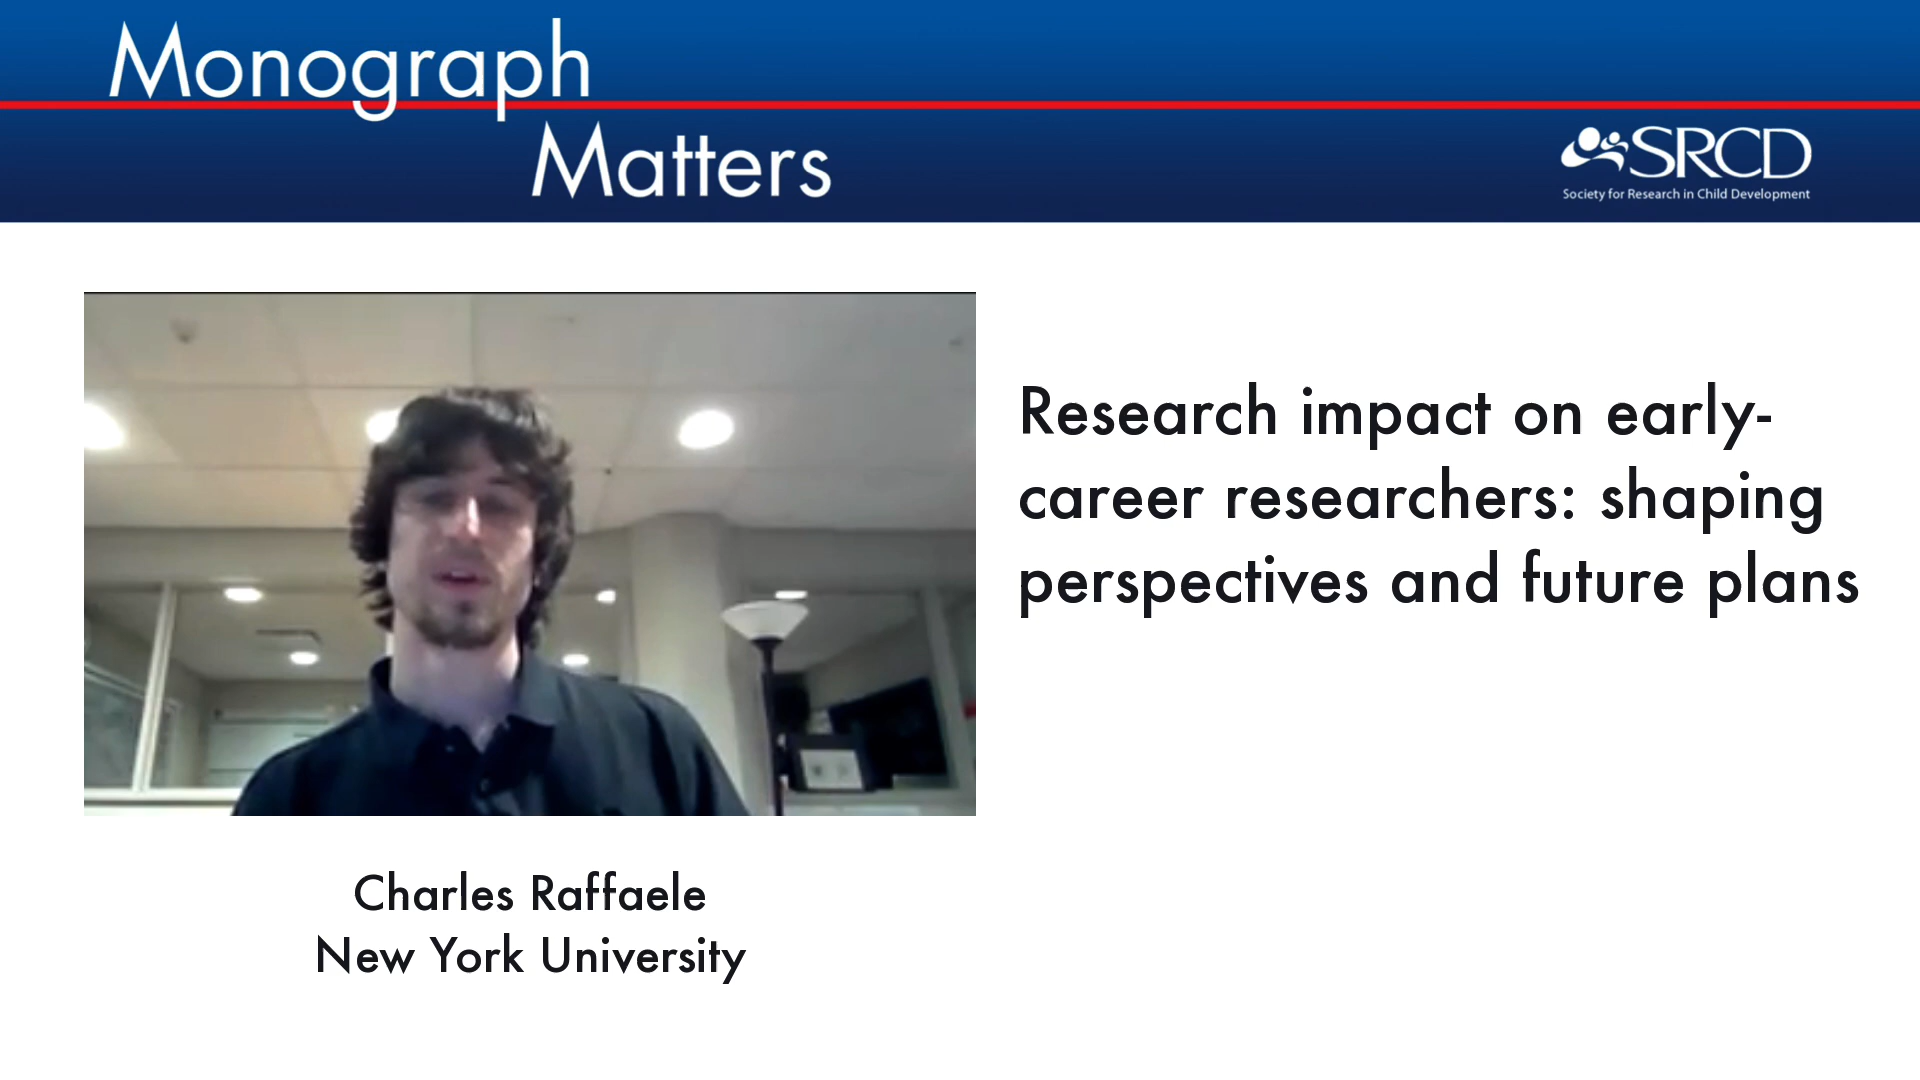 Monograph
Matters
SRCD
Society for Research in Child Development
Research impact on early-
career researchers: shaping
perspectives and future plans
Charles Raffaele
New York University